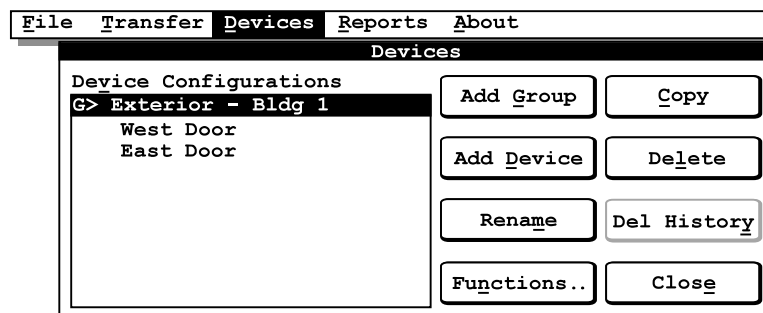 File Transfer Devices Reports About
Devices
Device Configurations
G> Exterior - Bldg 1
West Door
East Door
Add Group
Copy
Add Device
Delete
Rename
Del History
Functions..
Close